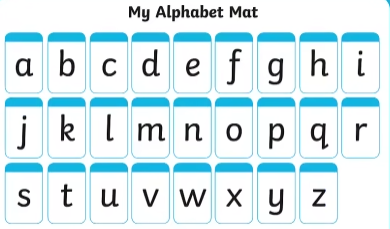 My Alphabet Mat
a b c d e f g h i
j k l m n o p q r
s t u v w x y z